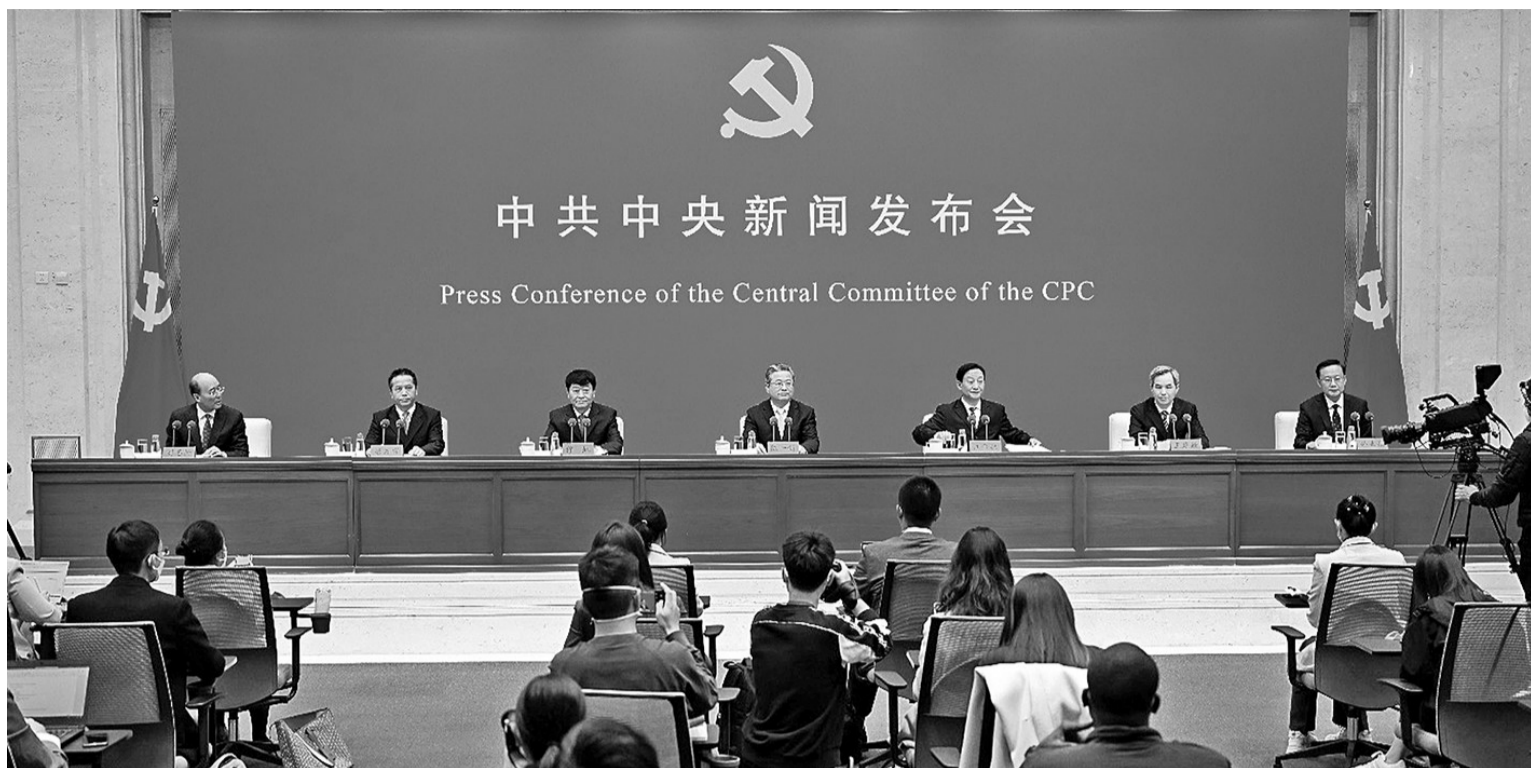 中共中央新闻发布会
Press Conference of the Central Committee of the CPC